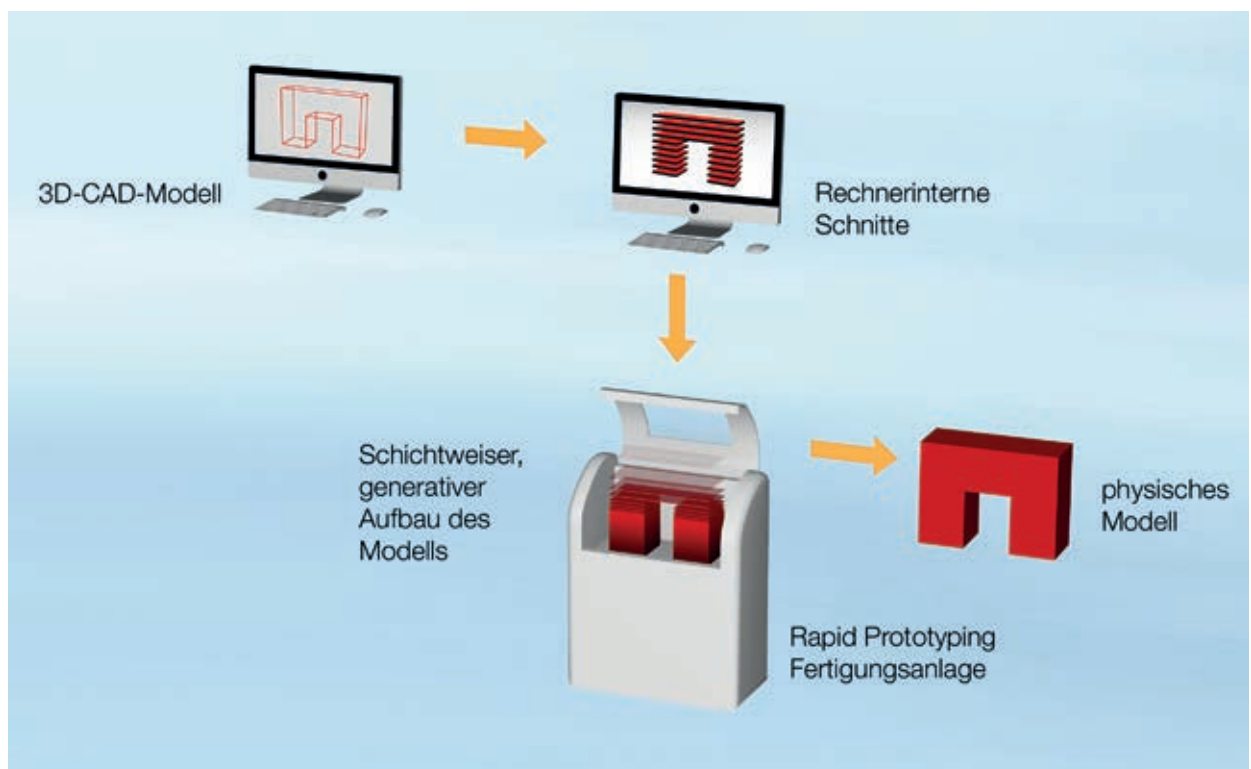 3D-CAD-Modell
Rechnerinterne
Schnitte
Schichtweiser,
generativer
Aufbau des
Modells
physisches
Modell
Rapid Prototyping
Fertigungsanlage